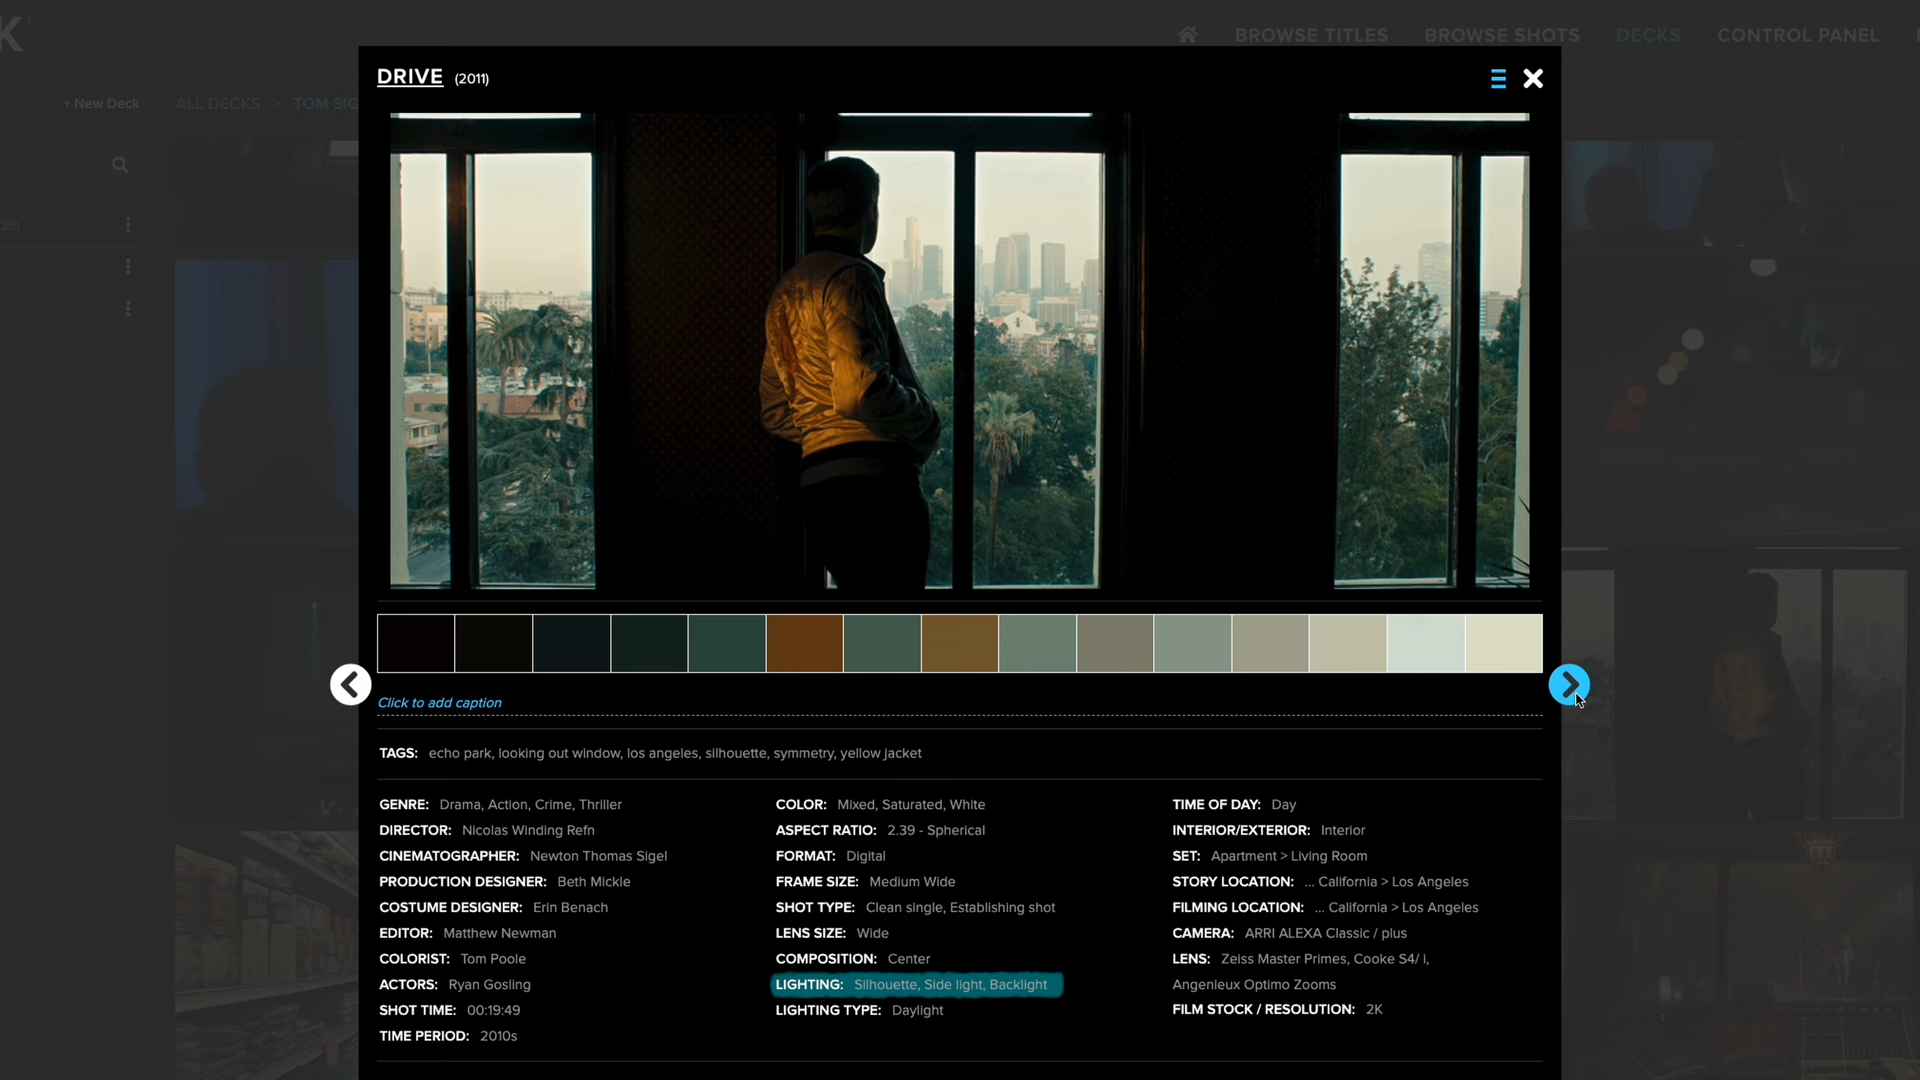 K
BROWSE TITLES BROWSE SHOTS DECKS CONTROL PANEL
DRIVE (2011)
+ New Deck ALL DECKS > TOM SIG
39)
Click to add caption
TAGS: echo park, looking out window, los angeles, silhouette, symmetry, yellow jacket
GENRE: Drama, Action, Crime, Thriller
DIRECTOR: Nicolas Winding Refn
CINEMATOGRAPHER: Newton Thomas Sigel
PRODUCTION DESIGNER: Beth Mickle
COSTUME DESIGNER: Erin Benach
EDITOR: Matthew Newman
COLORIST: Tom Poole
ACTORS: Ryan Gosling
SHOT TIME: 00:19:49
TIME PERIOD: 2010s
COLOR: Mixed, Saturated, White
ASPECT RATIO: 2.39 - Spherical
FORMAT: Digital
FRAME SIZE: Medium Wide
SHOT TYPE: Clean single, Establishing shot
LENS SIZE: Wide
COMPOSITION: Center
LIGHTING: Silhouette, Side light, Backlight
LIGHTING TYPE: Daylight
TIME OF DAY: Day
INTERIOR/EXTERIOR: Interior
SET: Apartment > Living Room
STORY LOCATION: ... California > Los Angeles
FILMING LOCATION: ... California > Los Angeles
CAMERA: ARRI ALEXA Classic / plus
LENS: Zeiss Master Primes, Cooke S4/ i,
Angenieux Optimo Zooms
FILM STOCK / RESOLUTION: 2K